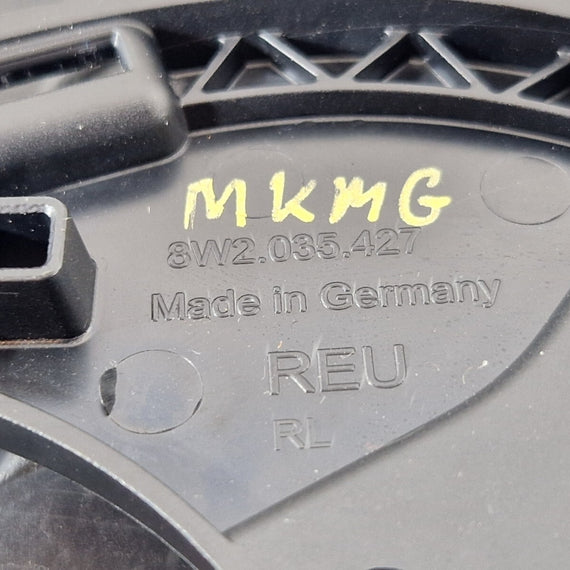 MKMG
8W2.035.427
Made in Germany
REU
RL